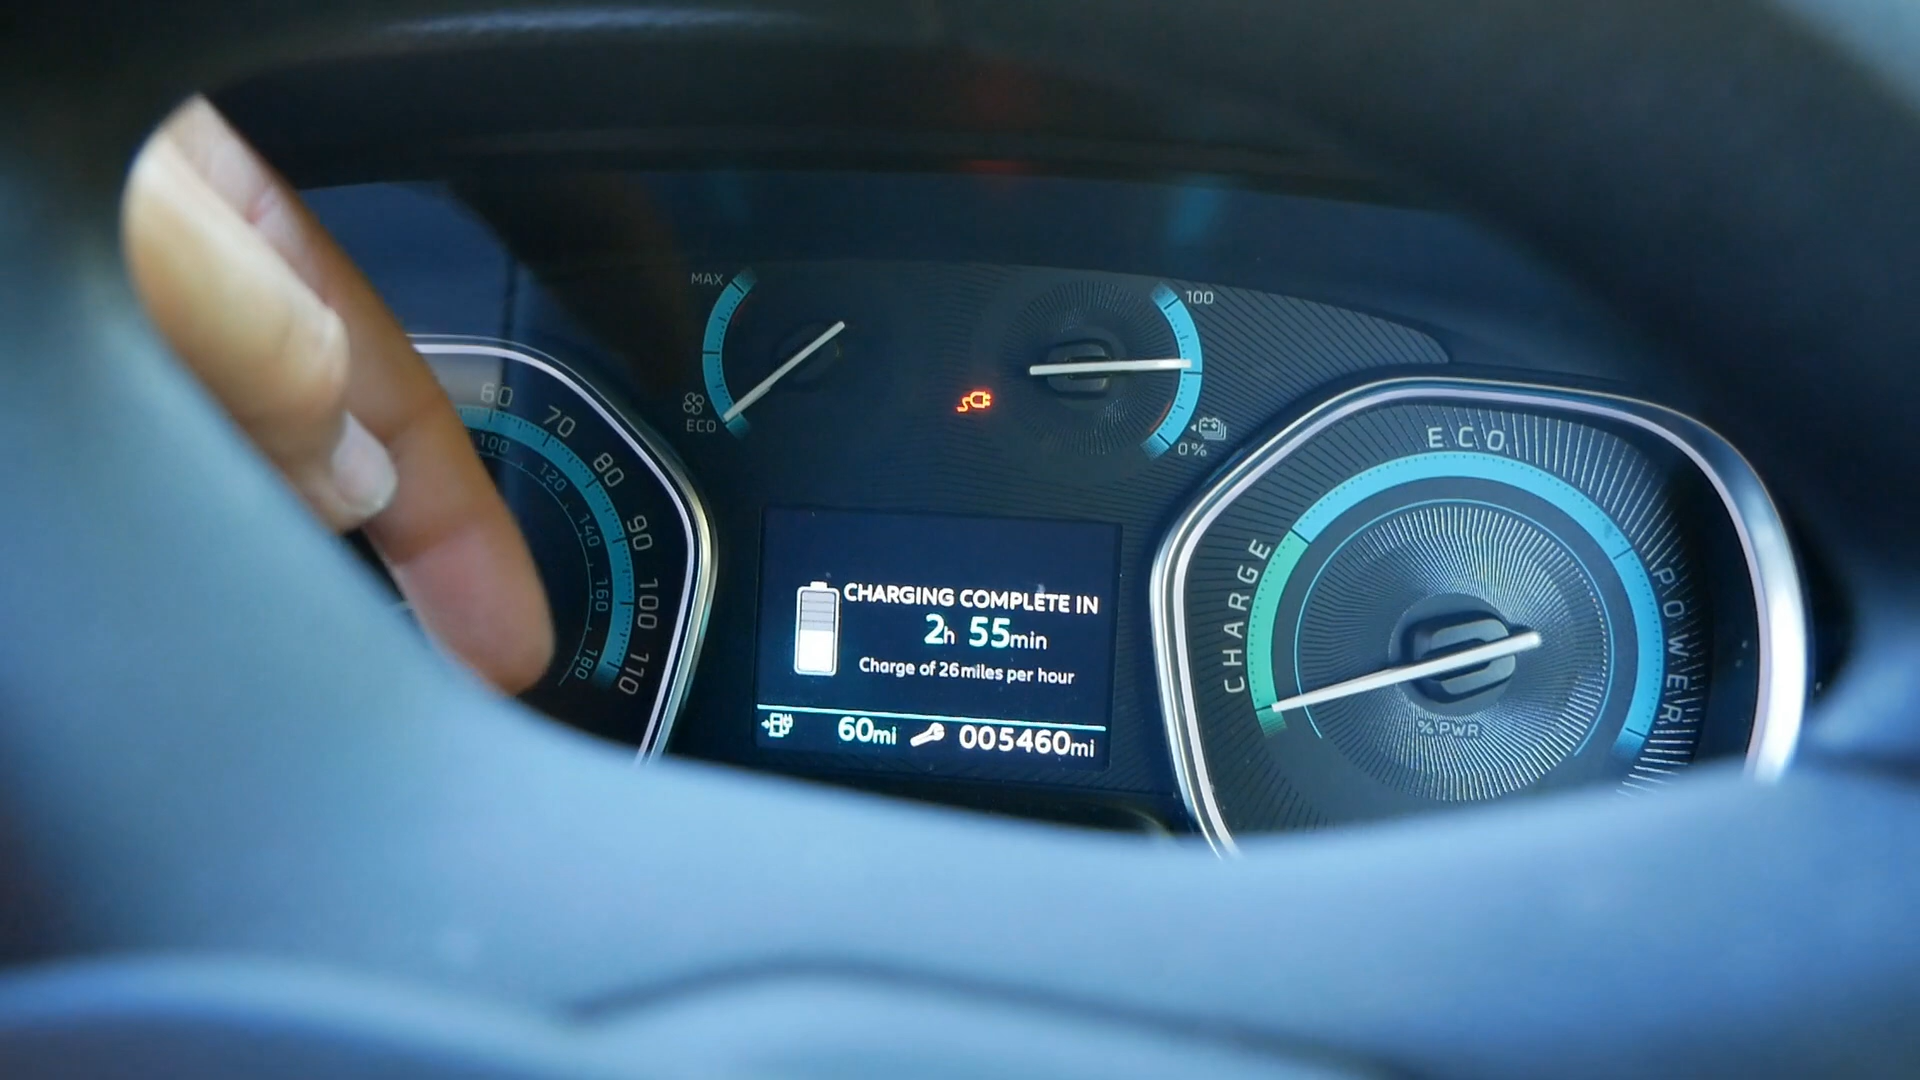 MAX
ECO
100
0%
60
70
80
90
100
110
100
120
140
160
180
CHARGING COMPLETE IN
2h 55min
Charge of 26 miles per hour
60mi 005460mi
CHARGE
ECO
POWER
%PWR